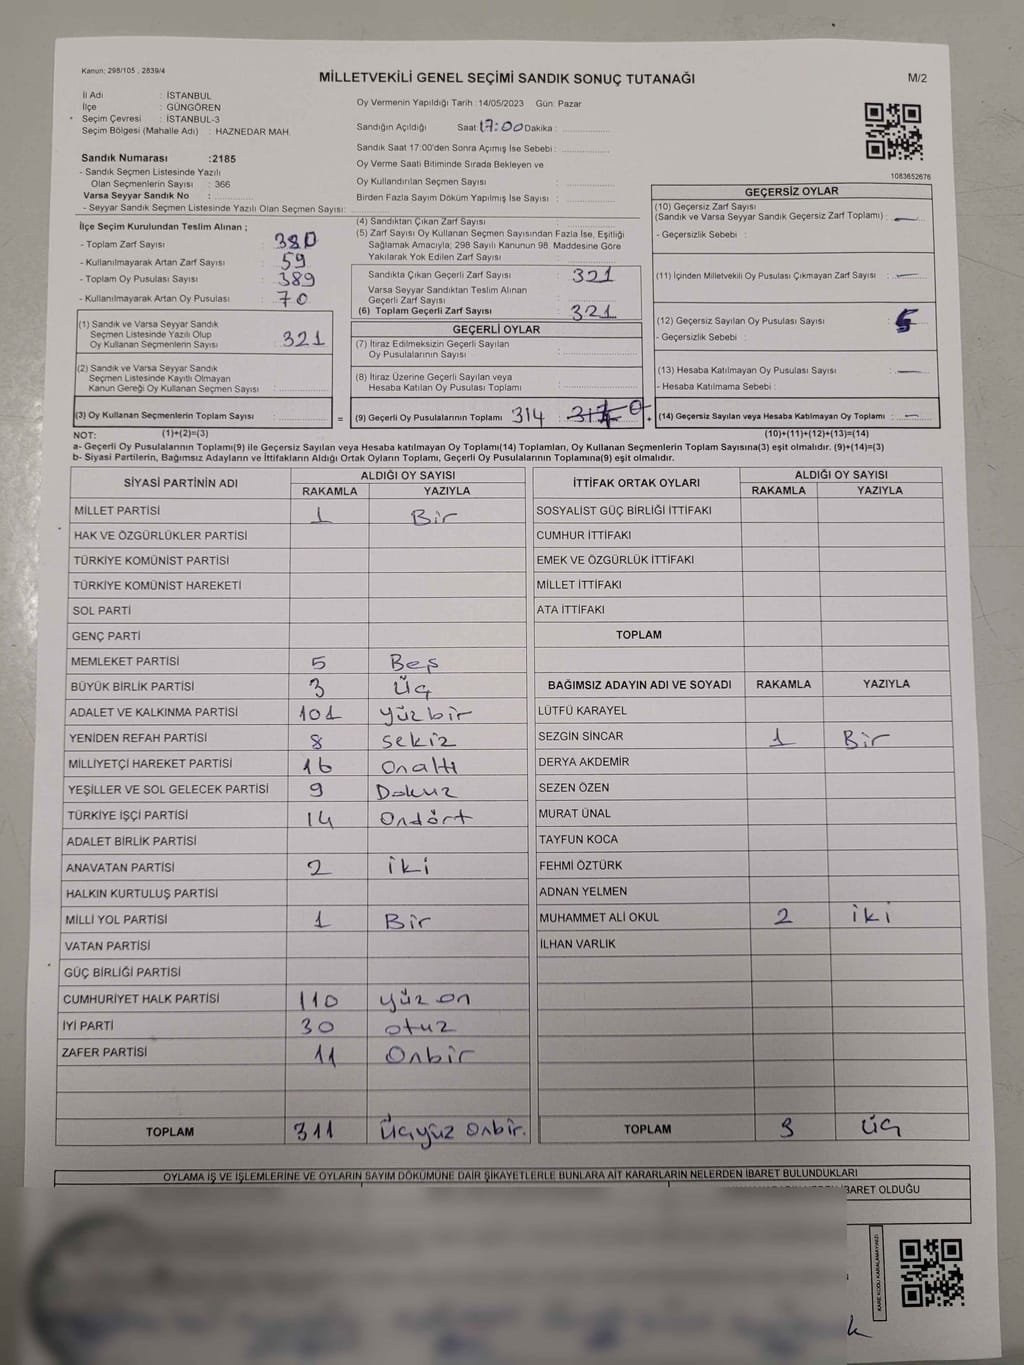 Kanun: 298/105 , 2839/4
MİLLETVEKİLİ GENEL SEÇİMİ SANDIK SONUÇ TUTANAĞI
M/2
İl Adı : İSTANBUL
İlçe : GÜNGÖREN
Seçim Çevresi : İSTANBUL-3
Seçim Bölgesi (Mahalle Adı) : HAZNEDAR MAH.
Oy Vermenin Yapıldığı Tarih : 14/05/2023 Gün: Pazar
Sandığın Açıldığı Saat: 17:00 Dakika :
Sandık Saat 17:00'den Sonra Açımış İse Sebebi :
Oy Verme Saati Bitiminde Sırada Bekleyen ve
Oy Kullandırılan Seçmen Sayısı :
Birden Fazla Sayım Döküm Yapılmış İse Sayısı :
1083652676
Sandık Numarası :2185
- Sandık Seçmen Listesinde Yazılı
Olan Seçmenlerin Sayısı : 366
Varsa Seyyar Sandık No :
- Seyyar Sandık Seçmen Listesinde Yazılı Olan Seçmen Sayısı:
İlçe Seçim Kurulundan Teslim Alınan ;
- Toplam Zarf Sayısı : 380
- Kullanılmayarak Artan Zarf Sayısı : 59
- Toplam Oy Pusulası Sayısı : 389
- Kullanılmayarak Artan Oy Pusulası : 70
(1) Sandık ve Varsa Seyyar Sandık
Seçmen Listesinde Yazılı Olup
Oy Kullanan Seçmenlerin Sayısı : 321
(2) Sandık ve Varsa Seyyar Sandık
Seçmen Listesinde Kayıtlı Olmayan
Kanun Gereği Oy Kullanan Seçmen Sayısı :
(3) Oy Kullanan Seçmenlerin Toplam Sayısı :
(1)+(2)=(3)
(4) Sandıktan Çıkan Zarf Sayısı :
(5) Zarf Sayısı Oy Kullanan Seçmen Sayısından Fazla İse, Eşitliği
Sağlamak Amacıyla; 298 Sayılı Kanunun 98. Maddesine Göre
Yakılarak Yok Edilen Zarf Sayısı :
Sandıkta Çıkan Geçerli Zarf Sayısı : 321
Varsa Seyyar Sandıktan Teslim Alınan
Geçerli Zarf Sayısı :
(6) Toplam Geçerli Zarf Sayısı : 321
GEÇERLİ OYLAR
(7) İtiraz Edilmeksizin Geçerli Sayılan
Oy Pusulalarının Sayısı :
(8) İtiraz Üzerine Geçerli Sayılan veya
Hesaba Katılan Oy Pusulası Toplamı :
= (9) Geçerli Oy Pusulalarının Toplamı 314 : +
GEÇERSİZ OYLAR
(10) Geçersiz Zarf Sayısı
(Sandık ve Varsa Seyyar Sandık Geçersiz Zarf Toplamı) : —
- Geçersizlik Sebebi :
(11) İçinden Milletvekili Oy Pusulası Çıkmayan Zarf Sayısı : —
(12) Geçersiz Sayılan Oy Pusulası Sayısı :
- Geçersizlik Sebebi :
(13) Hesaba Katılmayan Oy Pusulası Sayısı : —
- Hesaba Katılmama Sebebi :
(14) Geçersiz Sayılan veya Hesaba Katılmayan Oy Toplamı : —
(10)+(11)+(12)+(13)=(14)
NOT:
a- Geçerli Oy Pusulalarının Toplamı(9) ile Geçersiz Sayılan veya Hesaba katılmayan Oy Toplamı(14) Toplamları, Oy Kullanan Seçmenlerin Toplam Sayısına(3) eşit olmalıdır. (9)+(14)=(3)
b- Siyasi Partilerin, Bağımsız Adayların ve İttifakların Aldığı Ortak Oyların Toplamı, Geçerli Oy Pusulalarının Toplamına(9) eşit olmalıdır.
SİYASİ PARTİNİN ADI ALDIĞI OY SAYISI
RAKAMLA YAZIYLA
MİLLET PARTİSİ 1 Bir
HAK VE ÖZGÜRLÜKLER PARTİSİ
TÜRKİYE KOMÜNİST PARTİSİ
TÜRKİYE KOMÜNİST HAREKETİ
SOL PARTİ
GENÇ PARTİ
MEMLEKET PARTİSİ 5 Beş
BÜYÜK BİRLİK PARTİSİ 3 Üç
ADALET VE KALKINMA PARTİSİ 101 yüzbir
YENİDEN REFAH PARTİSİ 8 sekiz
MİLLİYETÇİ HAREKET PARTİSİ 16 Onaltı
YEŞİLLER VE SOL GELECEK PARTİSİ 9 Dokuz
TÜRKİYE İŞÇİ PARTİSİ 14 Ondört
ADALET BİRLİK PARTİSİ
ANAVATAN PARTİSİ 2 iki
HALKIN KURTULUŞ PARTİSİ
MİLLİ YOL PARTİSİ 1 Bir
VATAN PARTİSİ
GÜÇ BİRLİĞİ PARTİSİ
CUMHURİYET HALK PARTİSİ 110 yüz on
İYİ PARTİ 30 otuz
ZAFER PARTİSİ 11 Onbir
TOPLAM 311 Üçyüz Onbir.
İTTİFAK ORTAK OYLARI ALDIĞI OY SAYISI
RAKAMLA YAZIYLA
SOSYALİST GÜÇ BİRLİĞİ İTTİFAKI
CUMHUR İTTİFAKI
EMEK VE ÖZGÜRLÜK İTTİFAKI
MİLLET İTTİFAKI
ATA İTTİFAKI
TOPLAM
BAĞIMSIZ ADAYIN ADI VE SOYADI RAKAMLA YAZIYLA
LÜTFÜ KARAYEL
SEZGİN SİNCAR 1 Bir
DERYA AKDEMİR
SEZEN ÖZEN
MURAT ÜNAL
TAYFUN KOCA
FEHMİ ÖZTÜRK
ADNAN YELMEN
MUHAMMET ALİ OKUL 2 iki
İLHAN VARLIK
TOPLAM 3 üç
OYLAMA İŞ VE İŞLEMLERİNE VE OYLARIN SAYIM DÖKÜMÜNE DAİR ŞİKAYETLERLE BUNLARA AİT KARARLARIN NELERDEN İBARET BULUNDUKLARI
İBARET OLDUĞU
KARE KODU KARALAMAYINIZ!